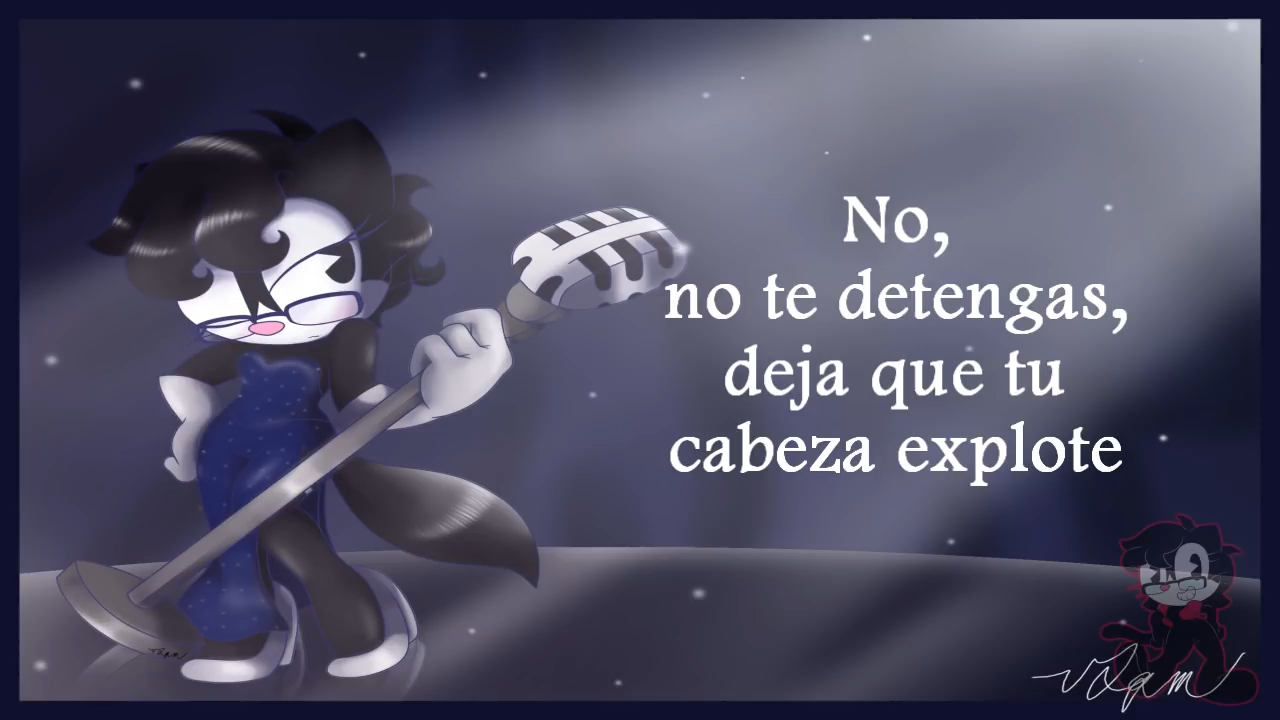 No,
no te detengas,
deja que tu
cabeza explote